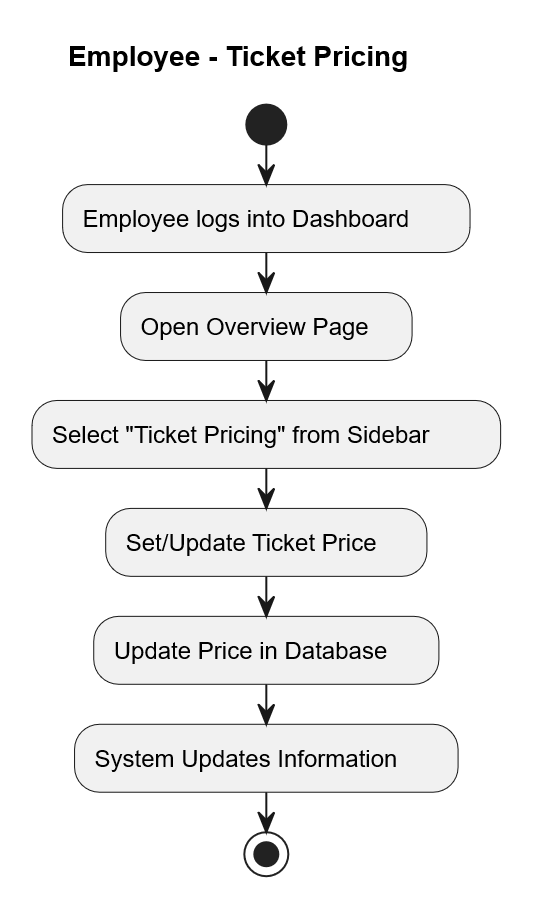 Employee - Ticket Pricing
Employee logs into Dashboard
Open Overview Page
Select "Ticket Pricing" from Sidebar
Set/Update Ticket Price
Update Price in Database
System Updates Information